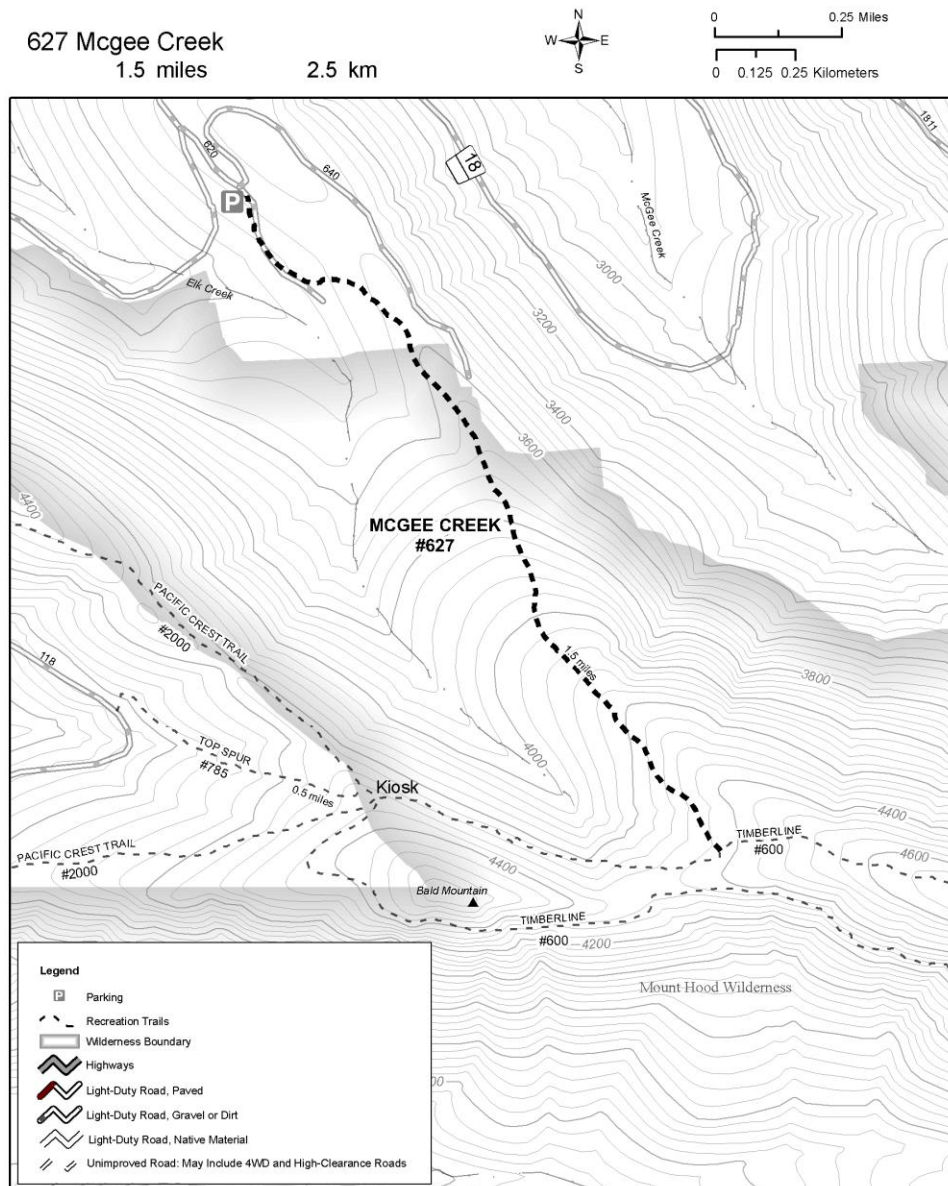 627 Mcgee Creek
1.5 miles 2.5 km
N
W E
S
0 0.25 Miles
0 0.125 0.25 Kilometers
1811
620
640
18
P
McGee Creek
3000
Elk Creek
3200
3400
3600
4400
MCGEE CREEK
#627
PACIFIC CREST TRAIL
#2000
118
1.5 miles
3800
TOP SPUR
#785
0.5 miles
Kiosk
4000
4400
TIMBERLINE
#600
4600
PACIFIC CREST TRAIL
#2000
4400
Bald Mountain
TIMBERLINE
#600
4200
Mount Hood Wilderness
Legend
P Parking
Recreation Trails
Wilderness Boundary
Highways
Light-Duty Road, Paved
Light-Duty Road, Gravel or Dirt
Light-Duty Road, Native Material
Unimproved Road: May Include 4WD and High-Clearance Roads